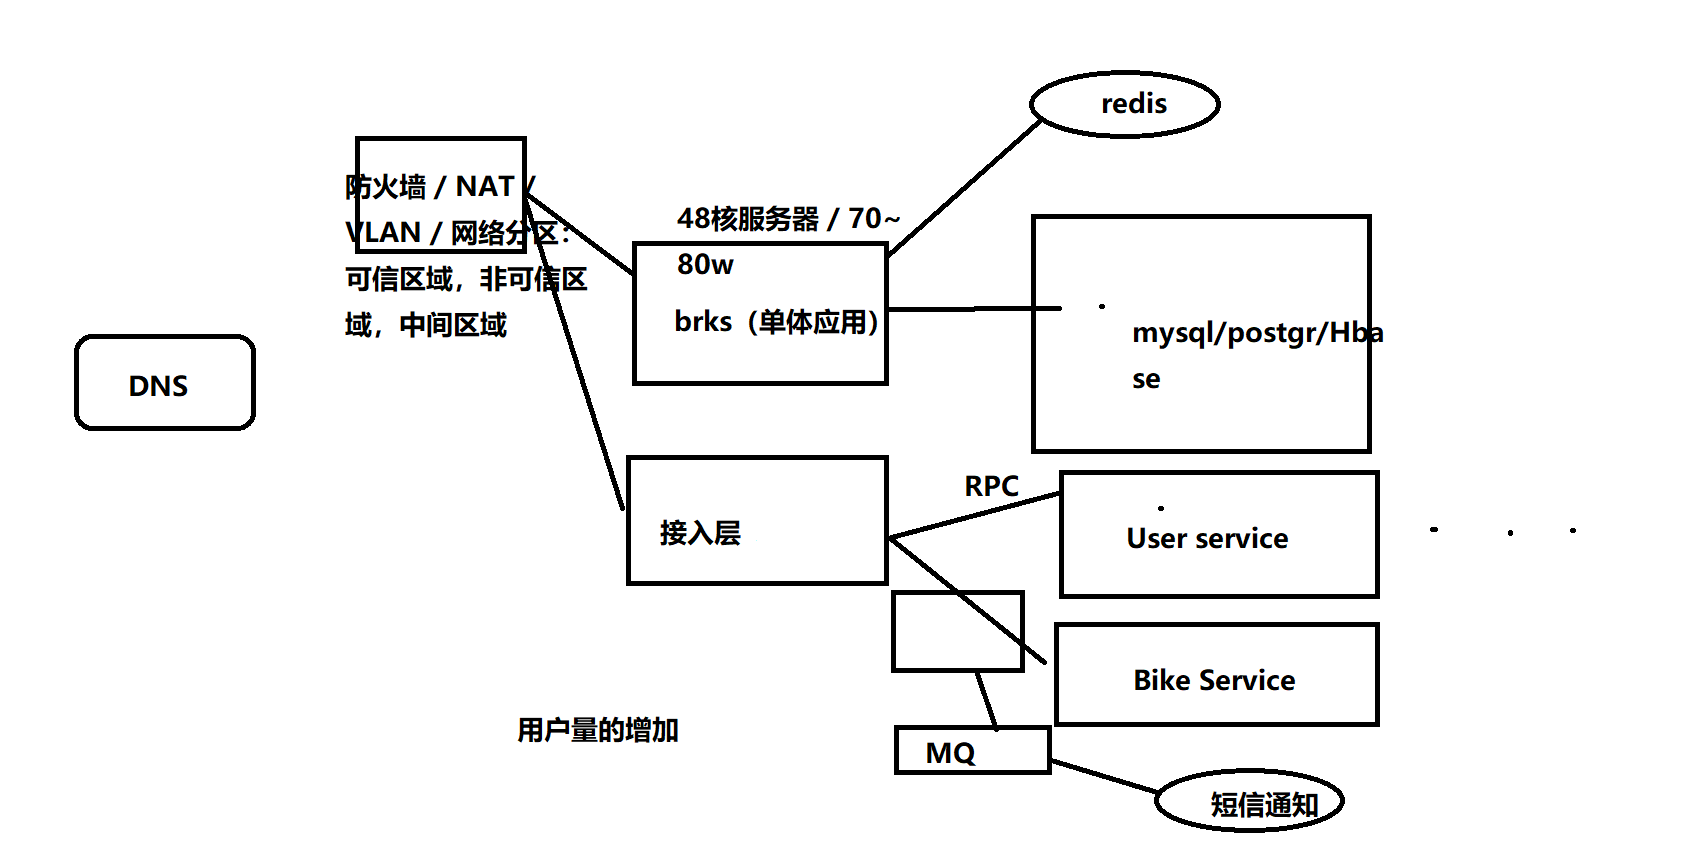 redis
防火墙 / NAT /
VLAN / 网络分区：
可信区域，非可信区
域，中间区域
48核服务器 / 70~
80w
brks（单体应用）
mysql/postgr/Hba
se
DNS
RPC
接入层
User service
Bike Service
用户量的增加
MQ
短信通知